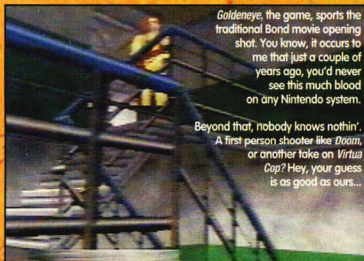 Goldeneye, the game, sports the
traditional Bond movie opening
shot. You know, it occurs to
me that just a couple of
years ago, you'd never
see this much blood
on any Nintendo system.
Beyond that, nobody knows nothin'.
A first person shooter like Doom,
or another take on Virtua
Cop? Hey, your guess
is as good as ours...